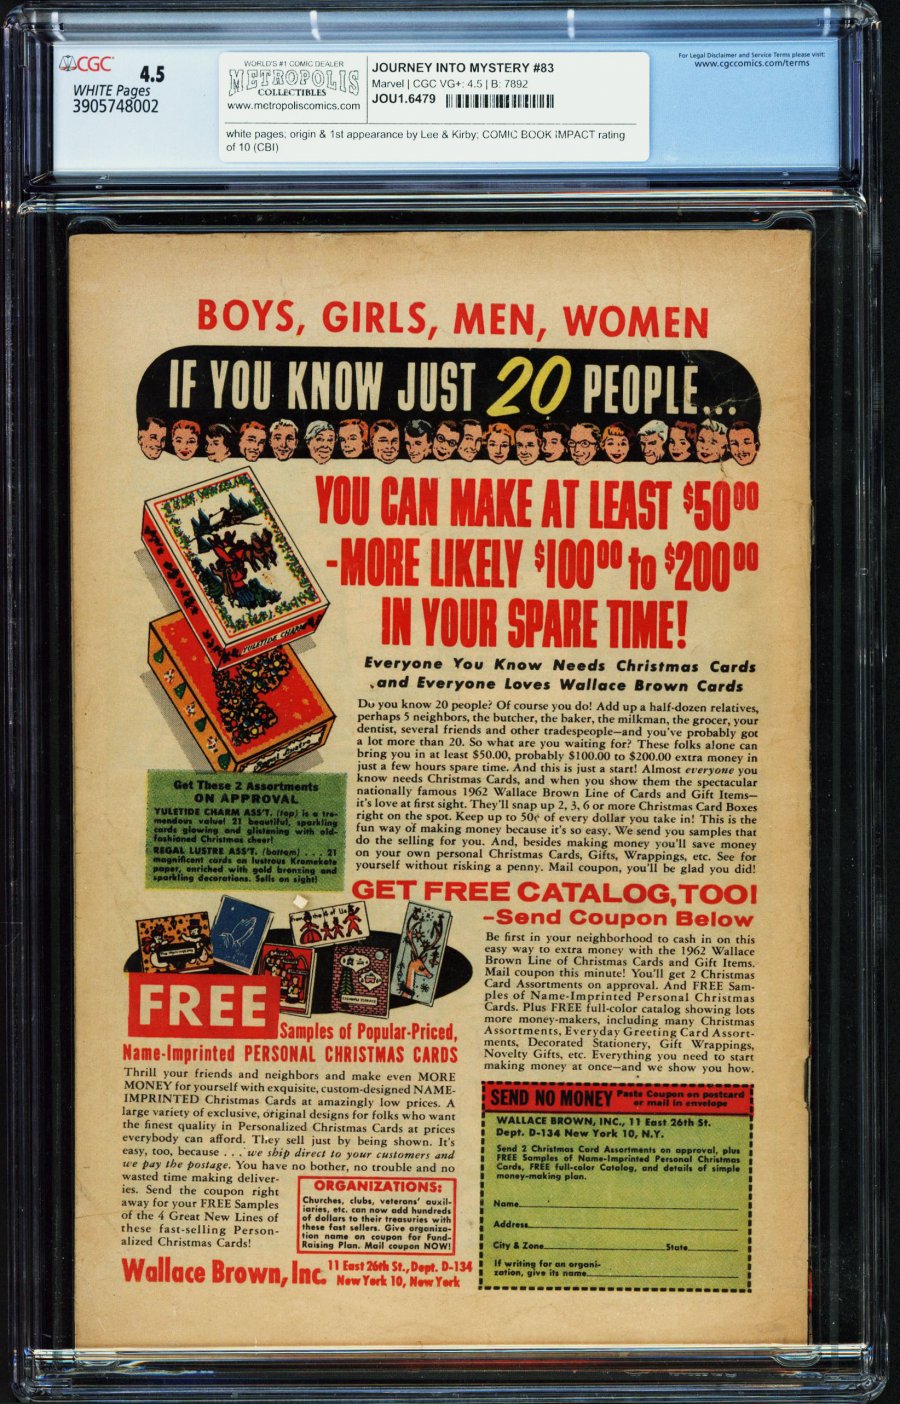 CGC
4.5
WHITE Pages
3905748002
WORLD'S #1 COMIC DEALER
METROPOLIS
COLLECTIBLES
www.metropoliscomics.com
JOURNEY INTO MYSTERY #83
Marvel | CGC VG+: 4.5 | B: 7892
JOU1.6479
white pages; origin & 1st appearance by Lee & Kirby; COMIC BOOK IMPACT rating
of 10 (CBI)
For Legal Disclaimer and Service Terms please visit:
www.cgccomics.com/terms
BOYS, GIRLS, MEN, WOMEN
IF YOU KNOW JUST 20 PEOPLE...
YOU CAN MAKE AT LEAST $50.00
-MORE LIKELY $100.00 to $200.00
IN YOUR SPARE TIME!
YULETIDE CHARM
Regal Lustre
Everyone You Know Needs Christmas Cards
and Everyone Loves Wallace Brown Cards
Do you know 20 people? Of course you do! Add up a half-dozen relatives,
perhaps 5 neighbors, the butcher, the baker, the milkman, the grocer, your
dentist, several friends and other tradespeople—and you've probably got
a lot more than 20. So what are you waiting for? These folks alone can
bring you in at least $50.00, probably $100.00 to $200.00 extra money in
just a few hours spare time. And this is just a start! Almost everyone you
know needs Christmas Cards, and when you show them the spectacular
nationally famous 1962 Wallace Brown Line of Cards and Gift Items—
it's love at first sight. They'll snap up 2, 3, 6 or more Christmas Card Boxes
right on the spot. Keep up to 50¢ of every dollar you take in! This is the
fun way of making money because it's so easy. We send you samples that
do the selling for you. And, besides making money you'll save money
on your own personal Christmas Cards, Gifts, Wrappings, etc. See for
yourself without risking a penny. Mail coupon, you'll be glad you did!
Get These 2 Assortments
ON APPROVAL
YULETIDE CHARM ASS'T. (top) is a tre-
mendous value! 21 beautiful, sparkling
cards glowing and glistening with old-
fashioned Christmas cheer!
REGAL LUSTRE ASS'T. (bottom) . . . 21
magnificent cards on lustrous Kromekote
paper, enriched with gold bronzing and
sparkling decorations. Sells on sight!
GET FREE CATALOG, TOO!
-Send Coupon Below
Be first in your neighborhood to cash in on this
easy way to extra money with the 1962 Wallace
Brown Line of Christmas Cards and Gift Items.
Mail coupon this minute! You'll get 2 Christmas
Card Assortments on approval. And FREE Sam-
ples of Name-Imprinted Personal Christmas
Cards. Plus FREE full-color catalog showing lots
more money-makers, including many Christmas
Assortments, Everyday Greeting Card Assort-
ments, Decorated Stationery, Gift Wrappings,
Novelty Gifts, etc. Everything you need to start
making money at once—and we show you how.
FREE
Samples of Popular-Priced,
Name-Imprinted PERSONAL CHRISTMAS CARDS
Thrill your friends and neighbors and make even MORE
MONEY for yourself with exquisite, custom-designed NAME-
IMPRINTED Christmas Cards at amazingly low prices. A
large variety of exclusive, original designs for folks who want
the finest quality in Personalized Christmas Cards at prices
everybody can afford. They sell just by being shown. It's
easy, too, because . . . we ship direct to your customers and
we pay the postage. You have no bother, no trouble and no
wasted time making deliver-
ies. Send the coupon right
away for your FREE Samples
of the 4 Great New Lines of
these fast-selling Person-
alized Christmas Cards!
ORGANIZATIONS:
Churches, clubs, veterans' auxil-
iaries, etc. can now add hundreds
of dollars to their treasuries with
these fast sellers. Give organiza-
tion name on coupon for Fund-
Raising Plan. Mail coupon NOW!
Wallace Brown, Inc. 11 East 26th St., Dept. D-134
New York 10, New York
SEND NO MONEY Paste Coupon on postcard
or mail in envelope
WALLACE BROWN, INC., 11 East 26th St.
Dept. D-134 New York 10, N.Y.
Send 2 Christmas Card Assortments on approval, plus
FREE Samples of Name-Imprinted Personal Christmas
Cards, FREE full-color Catalog, and details of simple
money-making plan.
Name
Address
City & Zone State
If writing for an organi-
zation, give its name